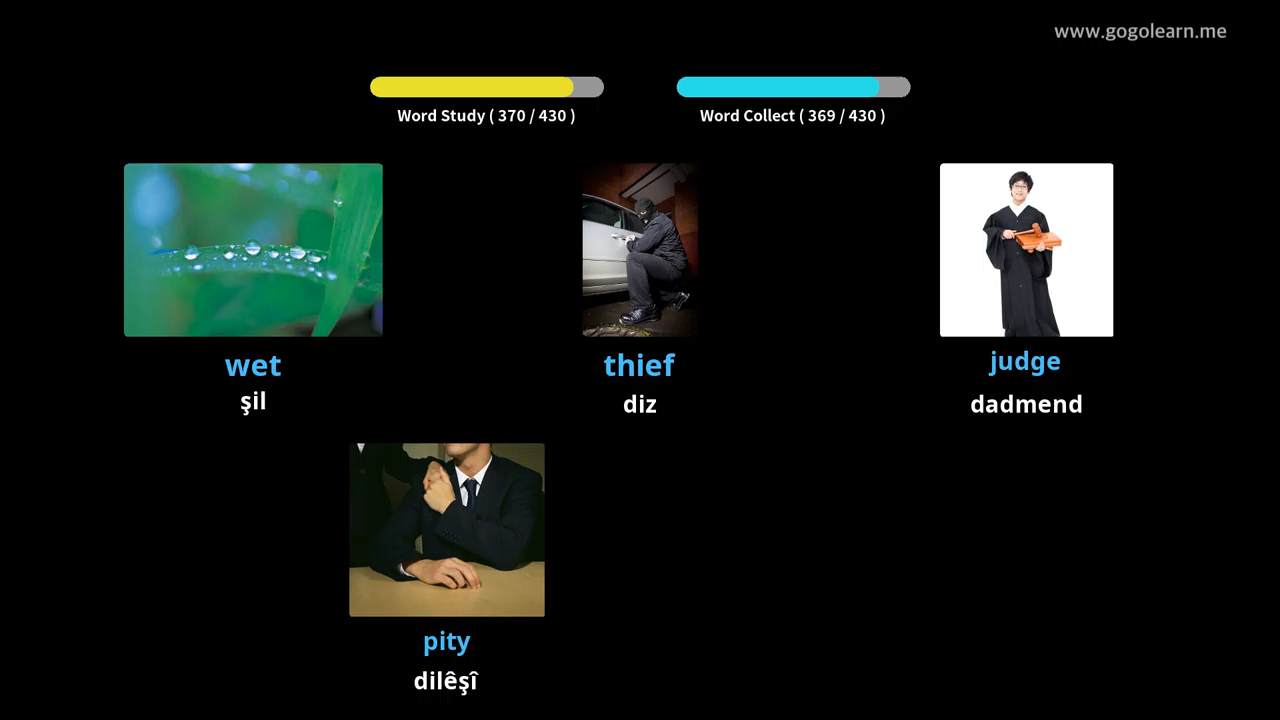 www.gogolearn.me
Word Study ( 370 / 430 )
Word Collect ( 369 / 430 )
wet
şil
thief
diz
judge
dadmend
pity
dilêşî